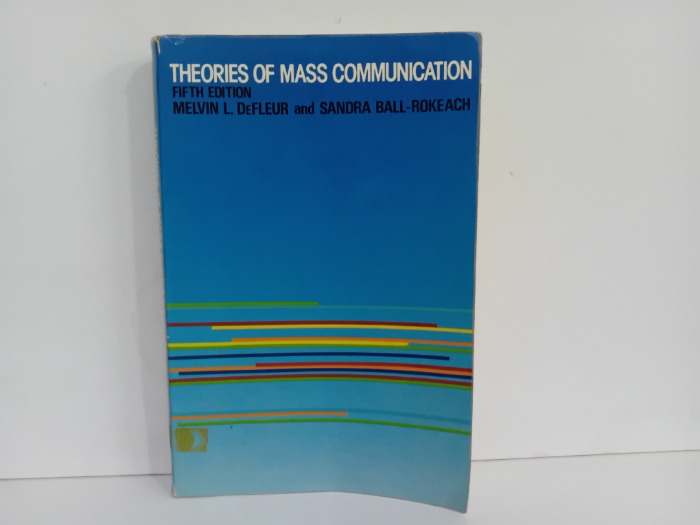 THEORIES OF MASS COMMUNICATION
FIFTH EDITION
MELVIN L. DeFLEUR and SANDRA BALL-ROKEACH